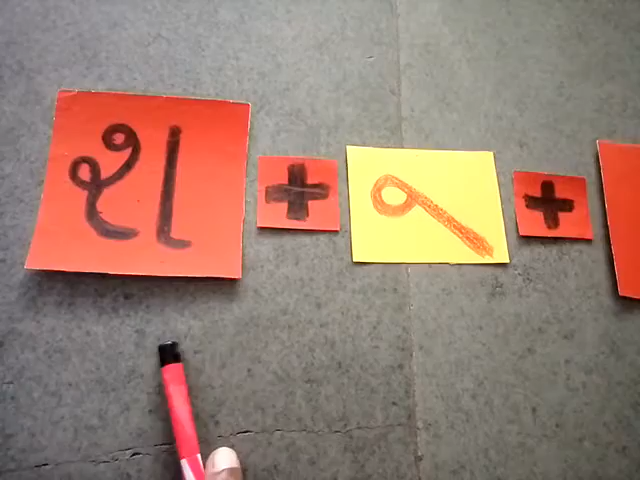 શ + ૧ +